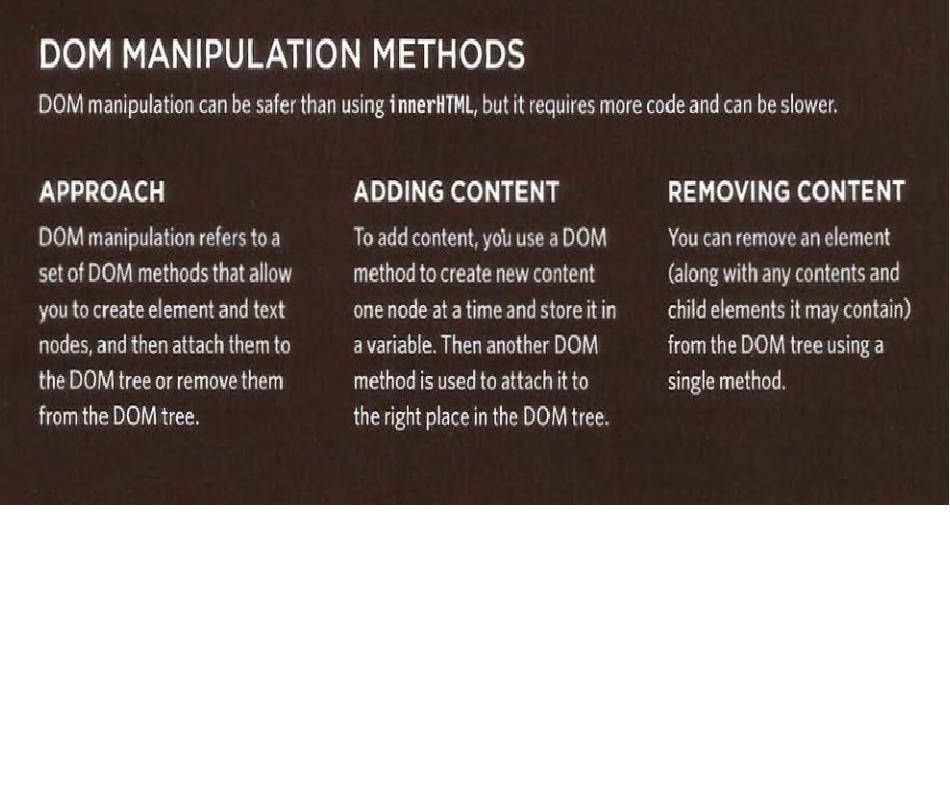 DOM MANIPULATION METHODS
DOM manipulation can be safer than using innerHTML, but it requires more code and can be slower.
APPROACH
DOM manipulation refers to a
set of DOM methods that allow
you to create element and text
nodes, and then attach them to
the DOM tree or remove them
from the DOM tree.
ADDING CONTENT
To add content, you use a DOM
method to create new content
one node at a time and store it in
a variable. Then another DOM
method is used to attach it to
the right place in the DOM tree.
REMOVING CONTENT
You can remove an element
(along with any contents and
child elements it may contain)
from the DOM tree using a
single method.